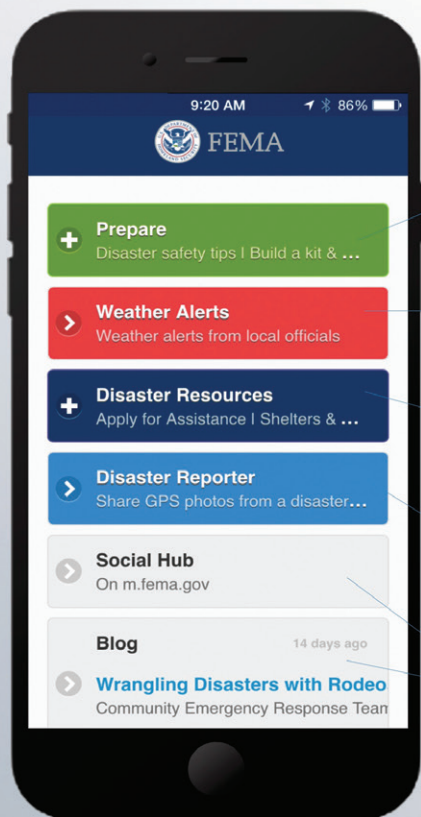 9:20 AM 86%
FEMA
Prepare
Disaster safety tips | Build a kit & ...
Weather Alerts
Weather alerts from local officials
Disaster Resources
Apply for Assistance | Shelters & ...
Disaster Reporter
Share GPS photos from a disaster...
Social Hub
On m.fema.gov
Blog 14 days ago
Wrangling Disasters with Rodeo
Community Emergency Response Team